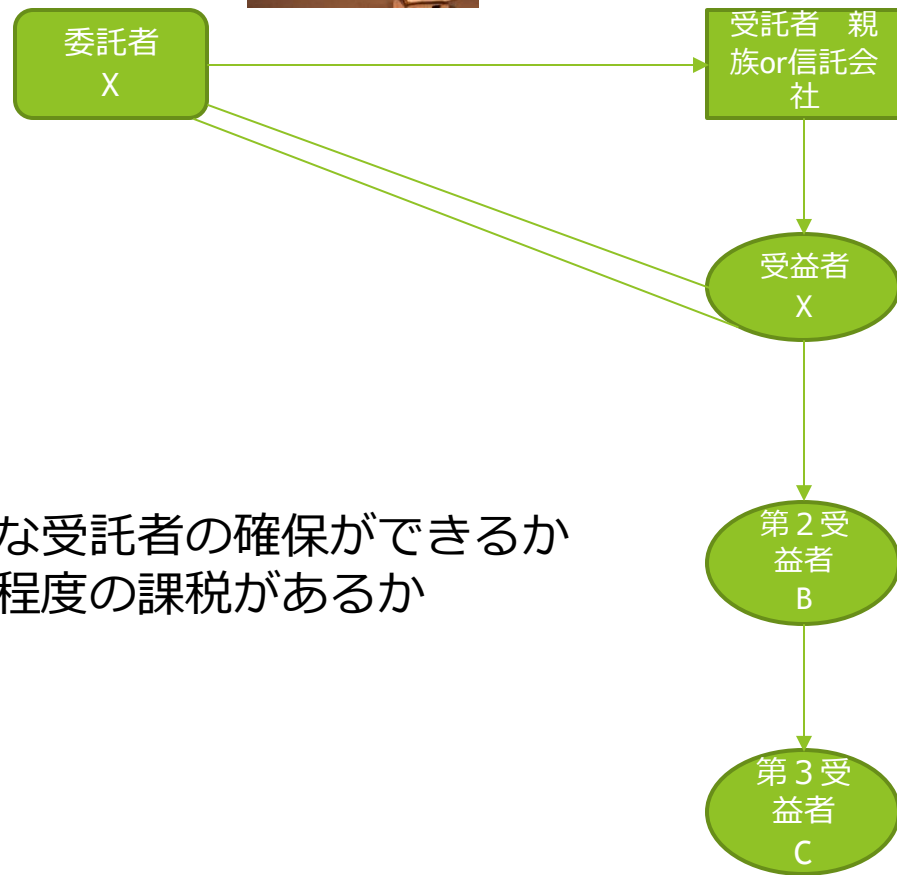 委託者
X
受託者　親
族or信託会
社
受益者
X
な受託者の確保ができるか
程度の課税があるか
第２受
益者
B
第３受
益者
C